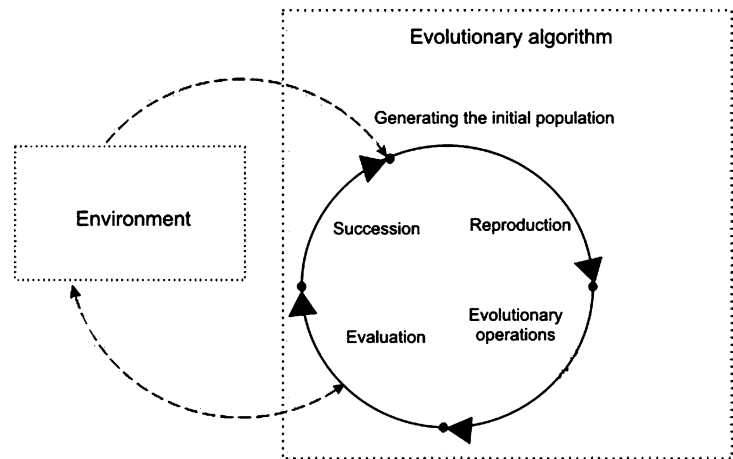 Evolutionary algorithm
Generating the initial population
Environment
Succession
Reproduction
Evaluation
Evolutionary
operations